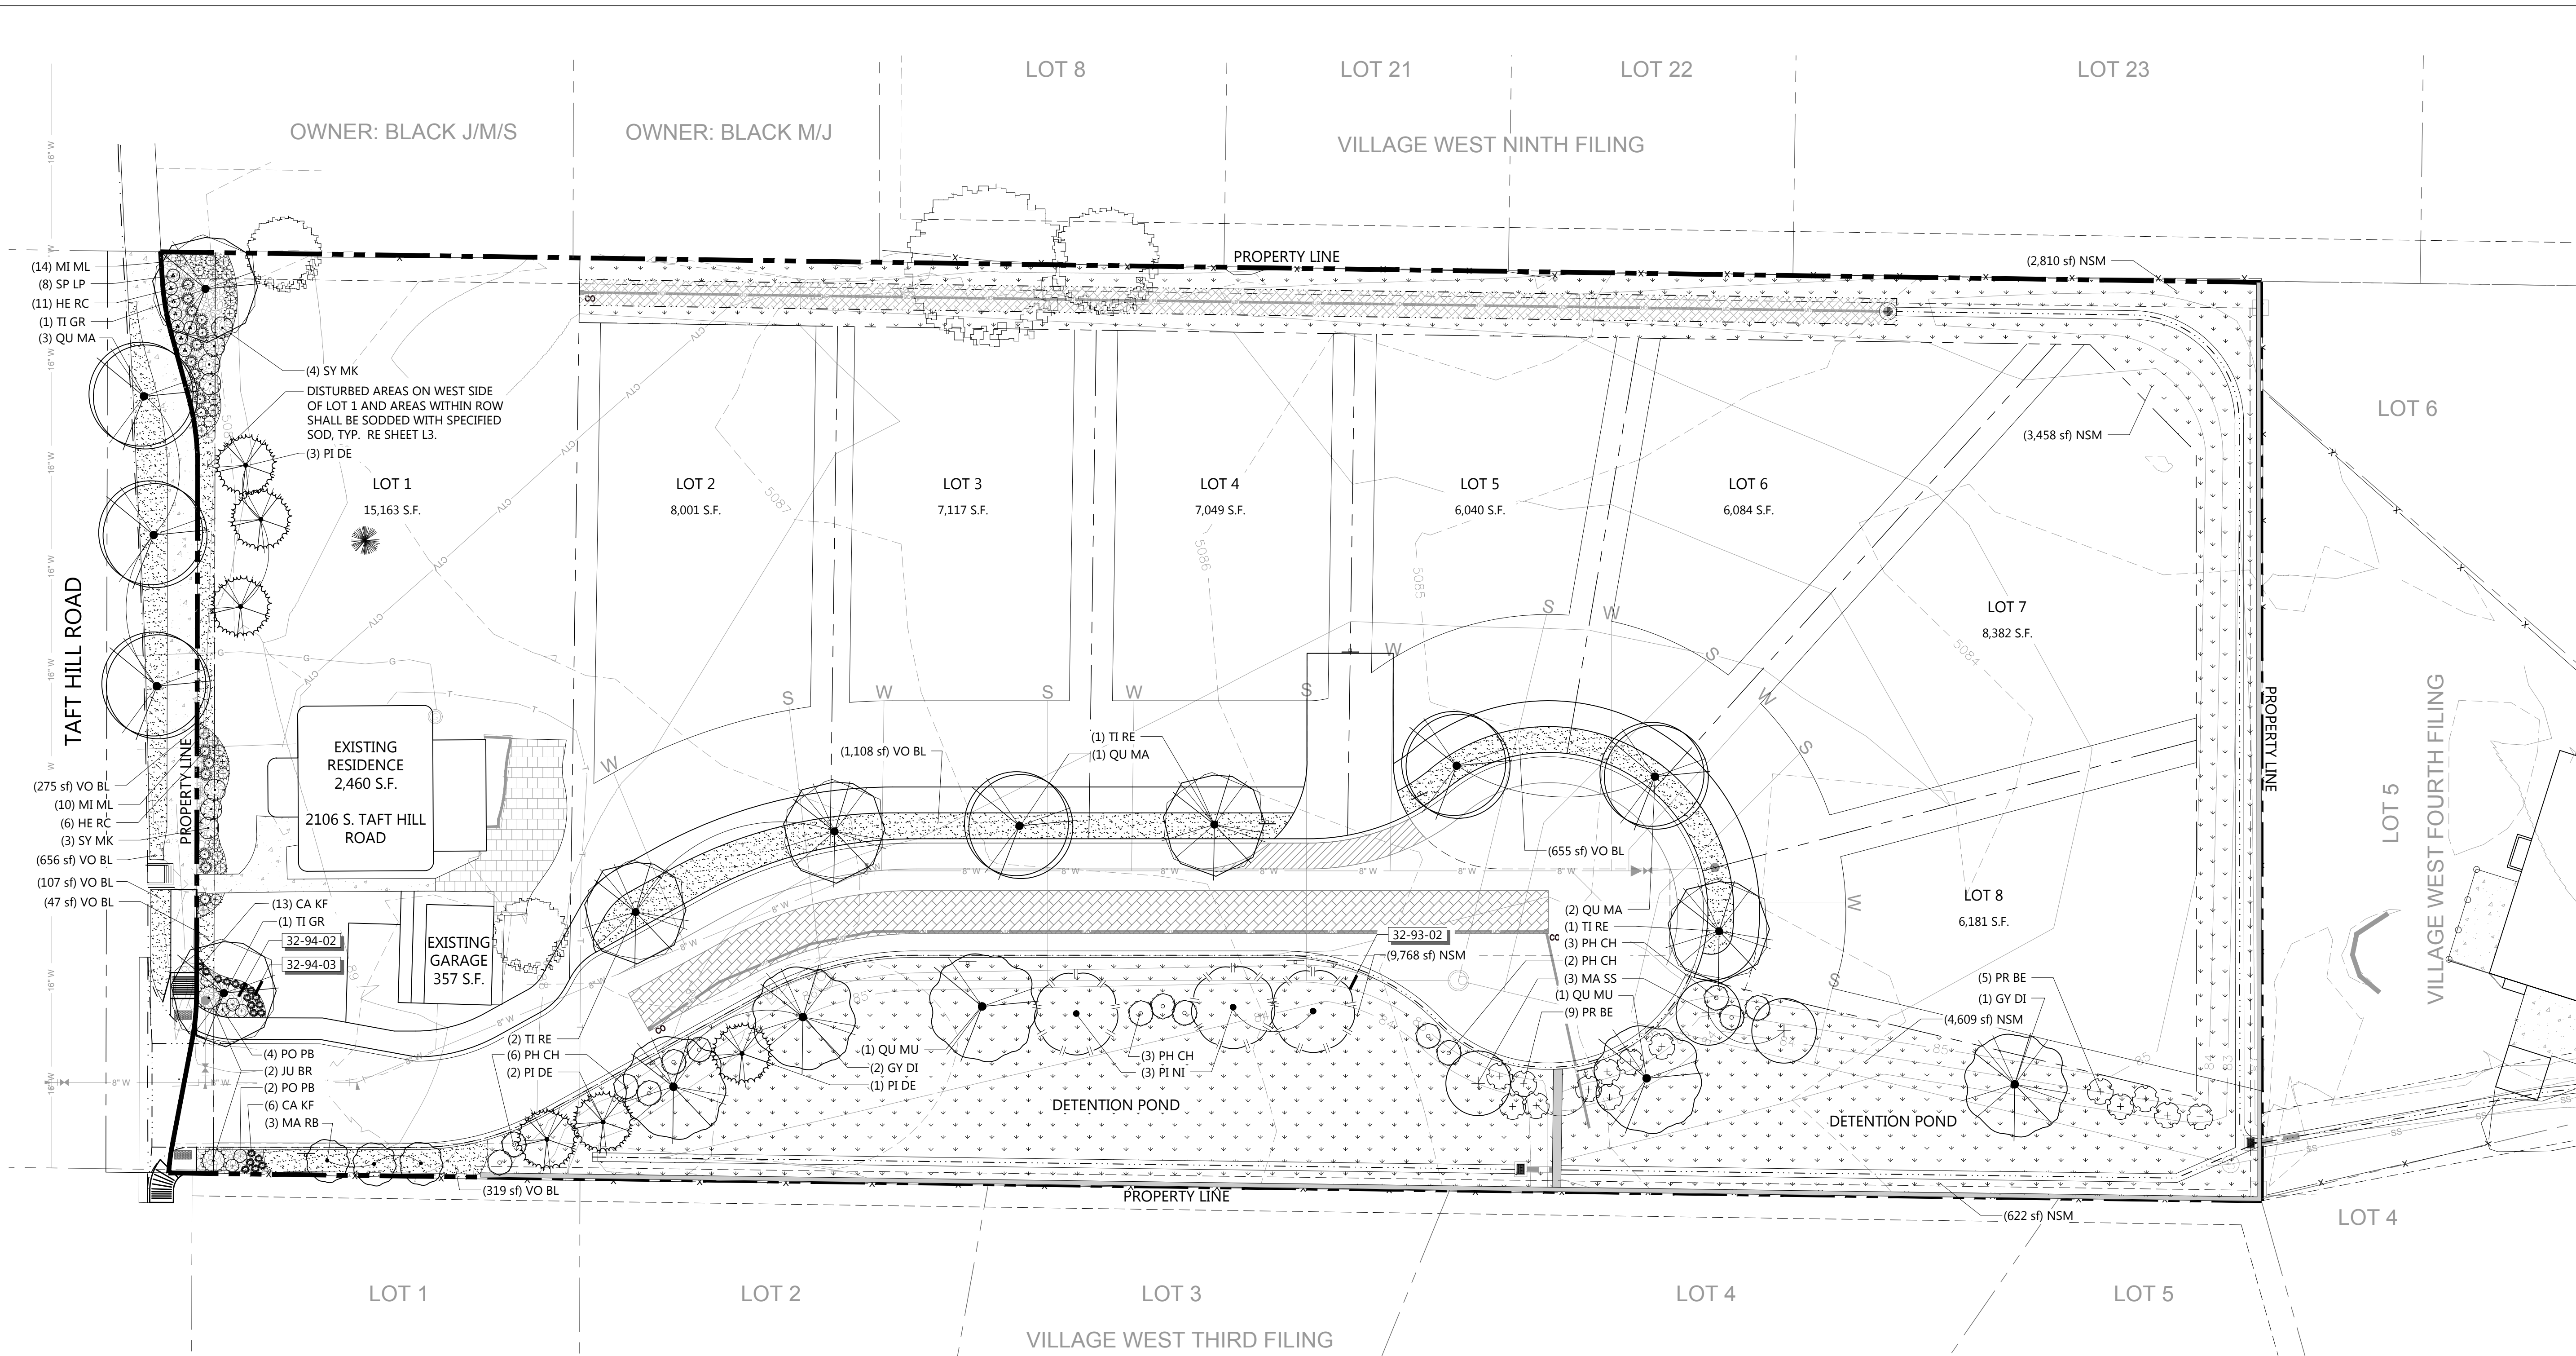 LOT 8
LOT 21
LOT 22
LOT 23
OWNER: BLACK J/M/S
OWNER: BLACK M/J
VILLAGE WEST NINTH FILING
PROPERTY LINE
(2,810 sf) NSM
(14) MI ML
(8) SP LP
(11) HE RC
(1) TI GR
(3) QU MA
(4) SY MK
DISTURBED AREAS ON WEST SIDE
OF LOT 1 AND AREAS WITHIN ROW
SHALL BE SODDED WITH SPECIFIED
SOD, TYP. RE SHEET L3.
(3) PI DE
(3,458 sf) NSM
LOT 6
LOT 1
15,163 S.F.
LOT 2
8,001 S.F.
LOT 3
7,117 S.F.
LOT 4
7,049 S.F.
LOT 5
6,040 S.F.
LOT 6
6,084 S.F.
LOT 7
8,382 S.F.
LOT 8
6,181 S.F.
5087
5086
5085
5084
TAFT HILL ROAD
PROPERTY LINE
PROPERTY LINE
LOT 5
VILLAGE WEST FOURTH FILING
EXISTING
RESIDENCE
2,460 S.F.
2106 S. TAFT HILL
ROAD
(275 sf) VO BL
(10) MI ML
(6) HE RC
(3) SY MK
(656 sf) VO BL
(107 sf) VO BL
(47 sf) VO BL
(1,108 sf) VO BL
(1) TI RE
(1) QU MA
(655 sf) VO BL
(13) CA KF
(1) TI GR
32-94-02
32-94-03
EXISTING
GARAGE
357 S.F.
32-93-02
(9,768 sf) NSM
(2) QU MA
(1) TI RE
(3) PH CH
(2) PH CH
(3) MA SS
(1) QU MU
(9) PR BE
(5) PR BE
(1) GY DI
(4,609 sf) NSM
(4) PO PB
(2) JU BR
(2) PO PB
(6) CA KF
(3) MA RB
(2) TI RE
(6) PH CH
(2) PI DE
(1) QU MU
(2) GY DI
(1) PI DE
(3) PH CH
(3) PI NI
DETENTION POND
DETENTION POND
(319 sf) VO BL
PROPERTY LINE
(622 sf) NSM
LOT 4
LOT 1
LOT 2
LOT 3
LOT 4
LOT 5
VILLAGE WEST THIRD FILING